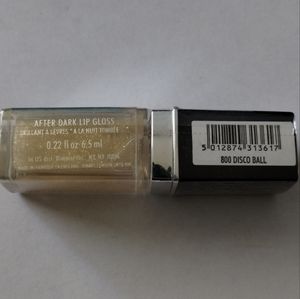 AFTER DARK LIP GLOSS
BRILLANT À LÈVRES "À LA NUIT TOMBÉE
0.22 fl oz 6.5 ml
5 012874 313617
800 DISCO BALL